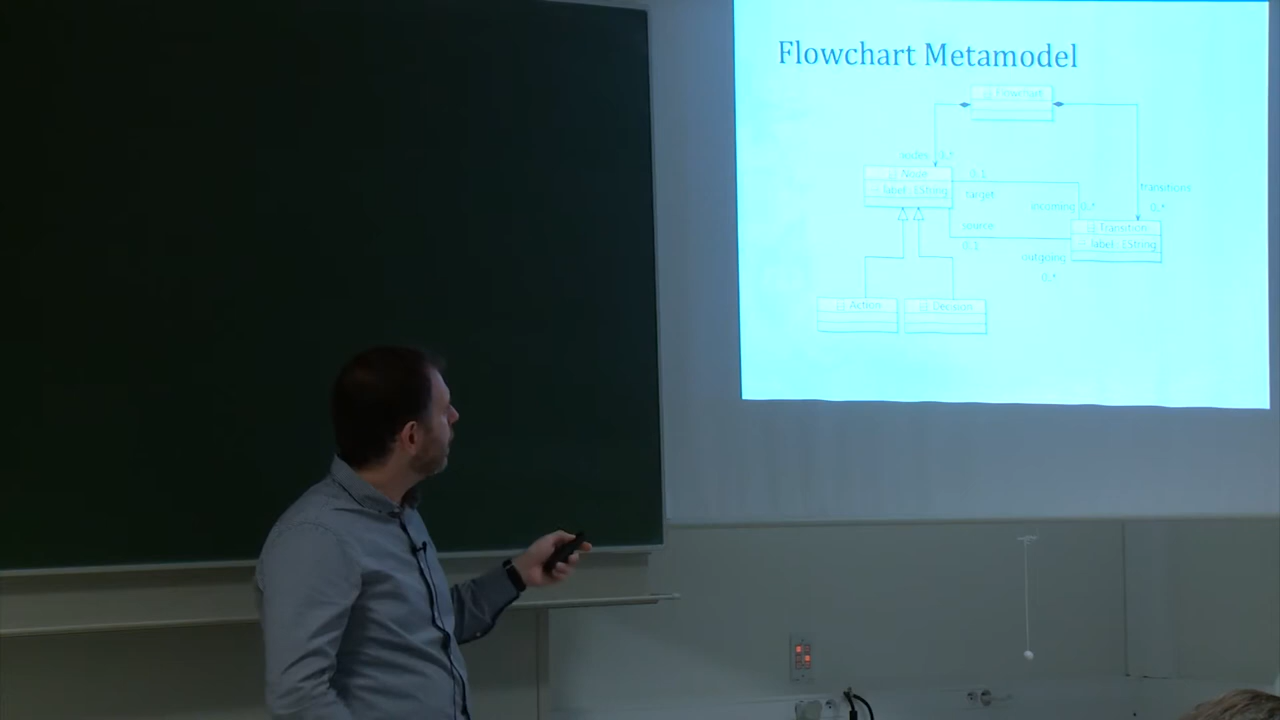 Flowchart Metamodel
Flowchart
nodes 0..*
Node
label : EString
0..1
target
transitions
0..*
incoming 0..*
source
0..1
Transition
label : EString
outgoing
0..*
Action
Decision